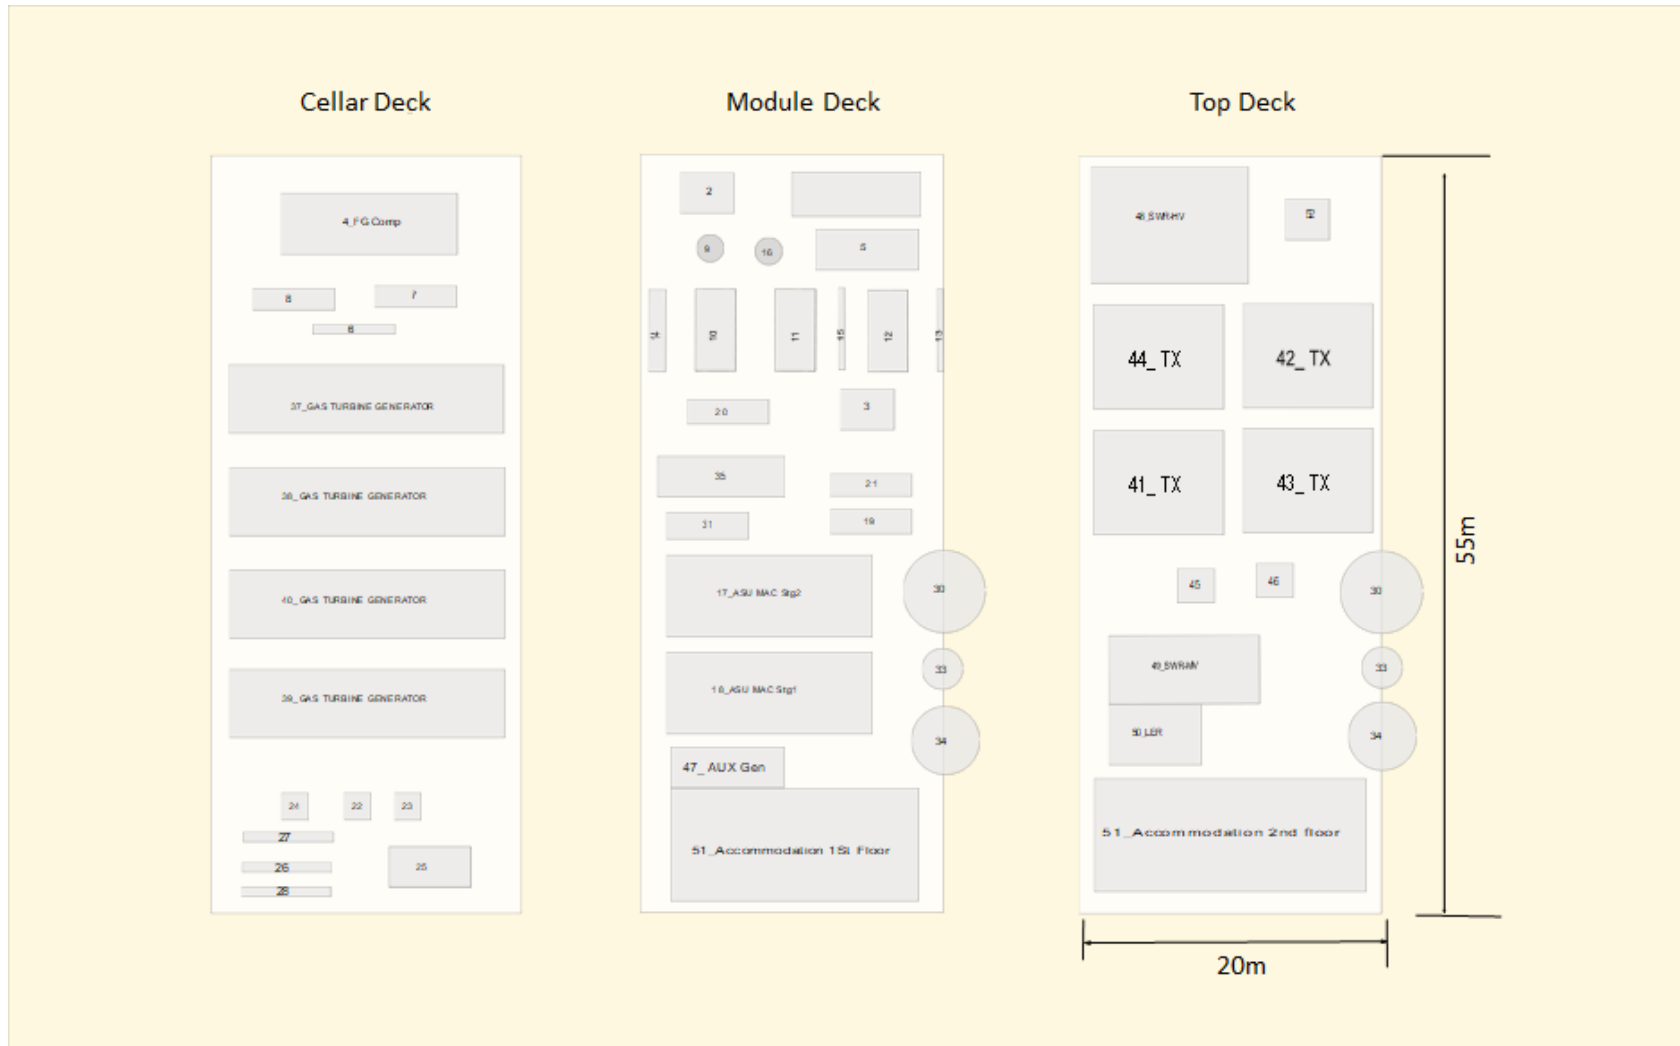 Cellar Deck
Module Deck
Top Deck
4_FG Comp
8
7
6
37_GAS TURBINE GENERATOR
38_GAS TURBINE GENERATOR
40_GAS TURBINE GENERATOR
39_GAS TURBINE GENERATOR
24
22
23
27
26
28
25
2
9
16
5
14
10
11
15
12
13
20
3
35
21
31
19
17_ASU MAC Stg2
30
18_ASU MAC Stg1
33
34
47_ AUX Gen
51_Accommodation 1St Floor
48_SWR-HV
52
44_ TX
42_ TX
41_ TX
43_ TX
45
46
30
49_SWR-MV
33
50_LER
34
51_Accommodation 2nd floor
55m
20m